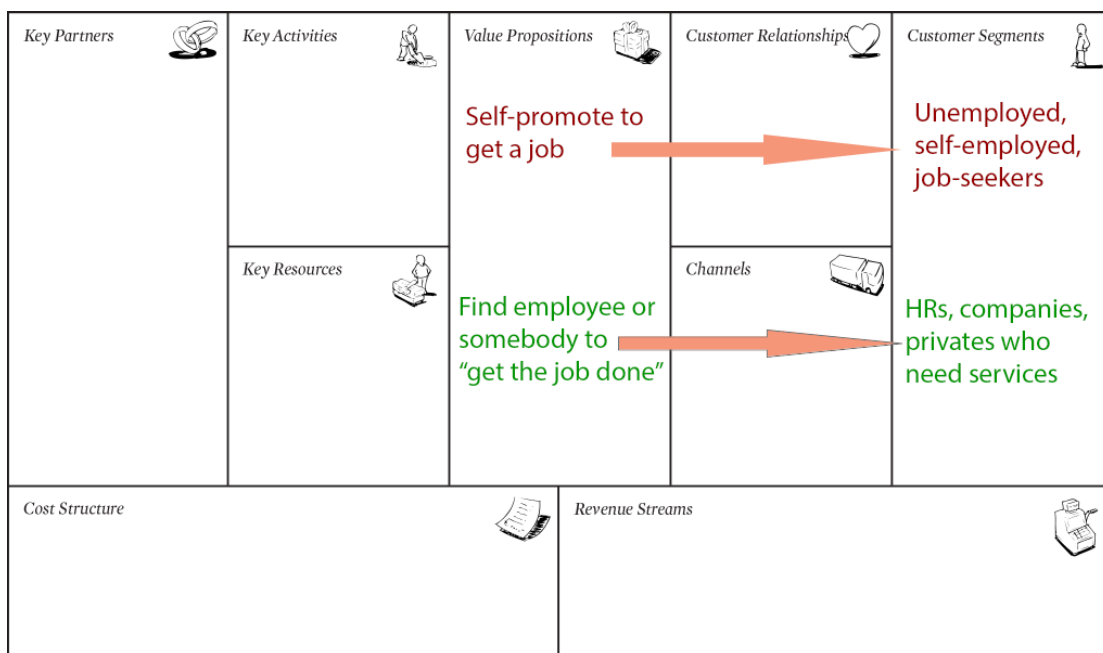 Key Partners
Key Activities
Value Propositions
Customer Relationships
Customer Segments
Self-promote to
get a job
Unemployed,
self-employed,
job-seekers
Key Resources
Channels
Find employee or
somebody to
“get the job done”
HRs, companies,
privates who
need services
Cost Structure
Revenue Streams